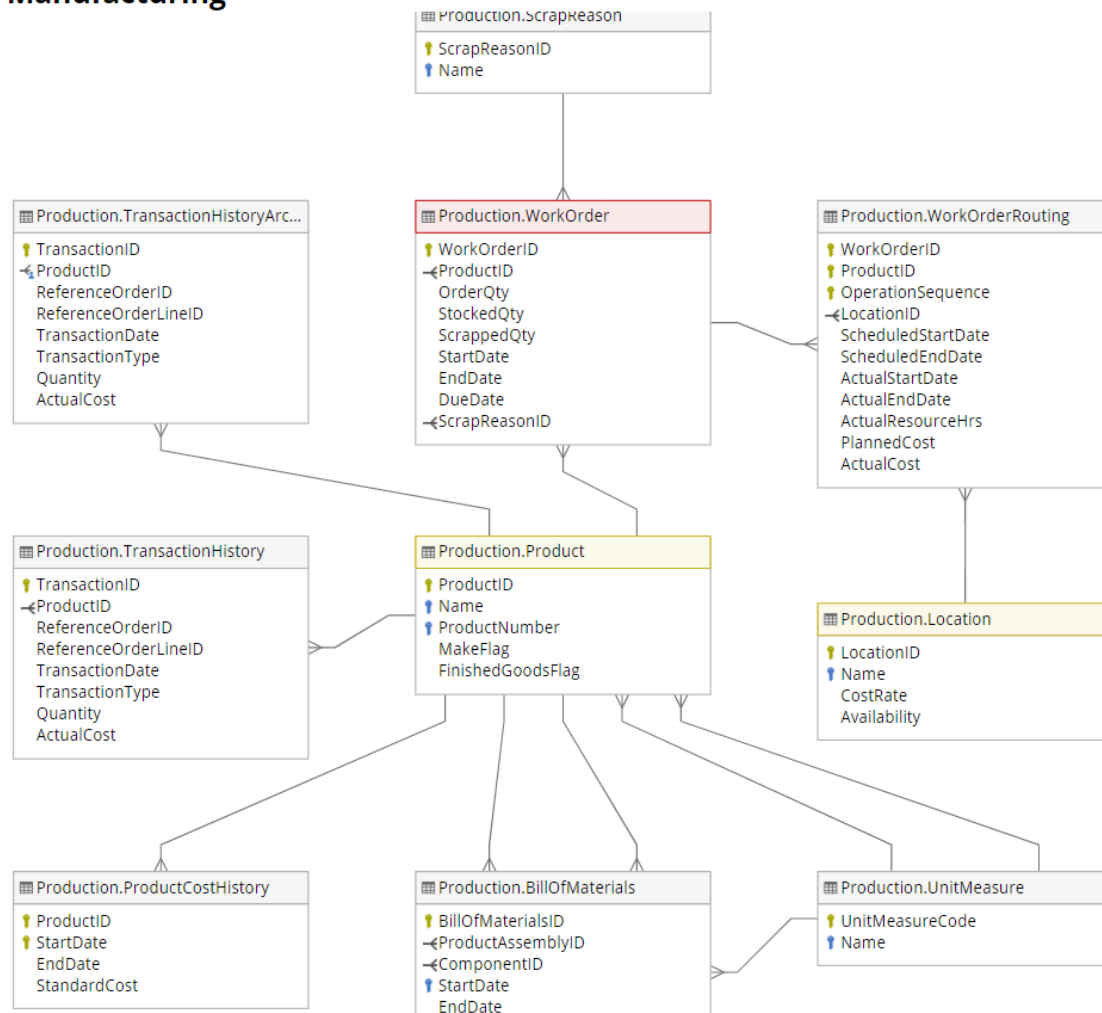 Manufacturing
Production.ScrapReason
ScrapReasonID
Name
Production.TransactionHistoryArc...
TransactionID
ProductID
ReferenceOrderID
ReferenceOrderLineID
TransactionDate
TransactionType
Quantity
ActualCost
Production.WorkOrder
WorkOrderID
ProductID
OrderQty
StockedQty
ScrappedQty
StartDate
EndDate
DueDate
ScrapReasonID
Production.WorkOrderRouting
WorkOrderID
ProductID
OperationSequence
LocationID
ScheduledStartDate
ScheduledEndDate
ActualStartDate
ActualEndDate
ActualResourceHrs
PlannedCost
ActualCost
Production.TransactionHistory
TransactionID
ProductID
ReferenceOrderID
ReferenceOrderLineID
TransactionDate
TransactionType
Quantity
ActualCost
Production.Product
ProductID
Name
ProductNumber
MakeFlag
FinishedGoodsFlag
Production.Location
LocationID
Name
CostRate
Availability
Production.ProductCostHistory
ProductID
StartDate
EndDate
StandardCost
Production.BillOfMaterials
BillOfMaterialsID
ProductAssemblyID
ComponentID
StartDate
EndDate
Production.UnitMeasure
UnitMeasureCode
Name